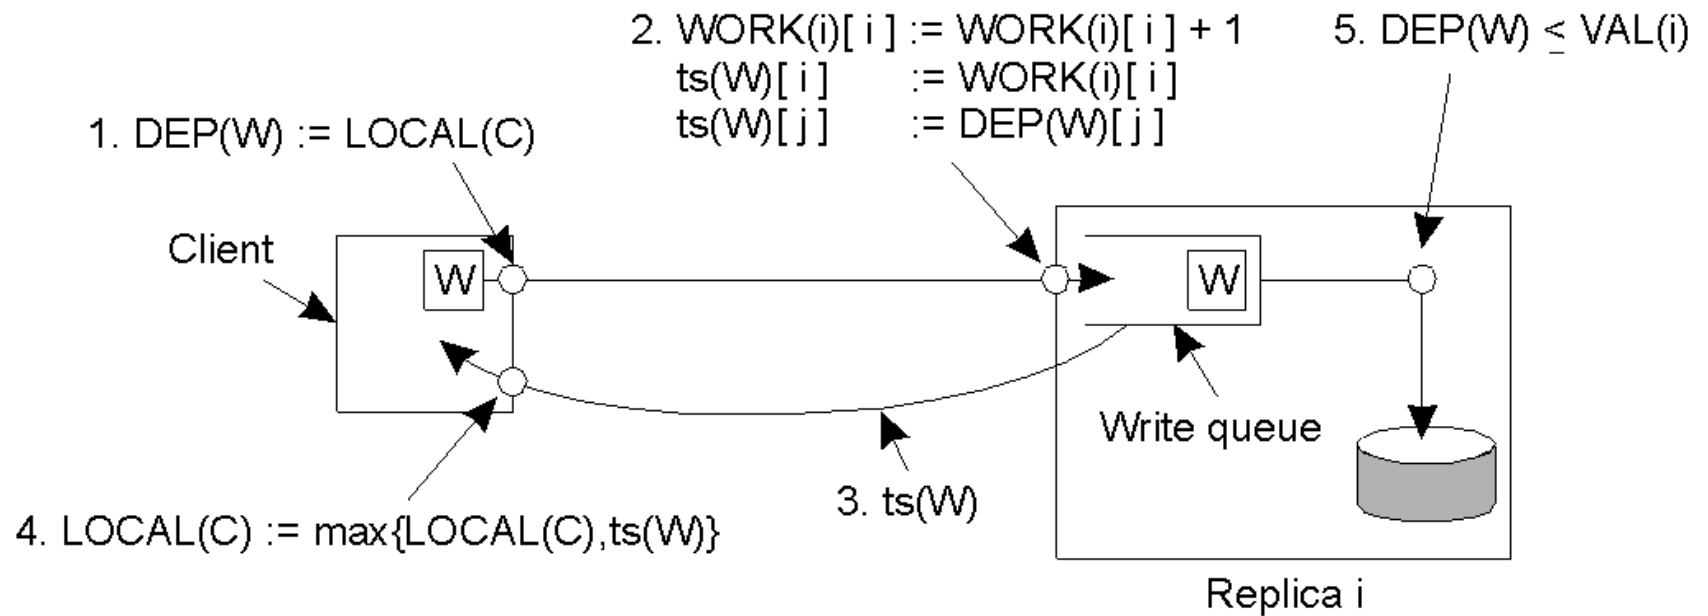 2. WORK(i)[ i ] := WORK(i)[ i ] + 1
ts(W)[ i ] := WORK(i)[ i ]
ts(W)[ j ] := DEP(W)[ j ]
5. DEP(W) ≤ VAL(i)
1. DEP(W) := LOCAL(C)
Client
W
W
Write queue
3. ts(W)
4. LOCAL(C) := max{LOCAL(C),ts(W)}
Replica i